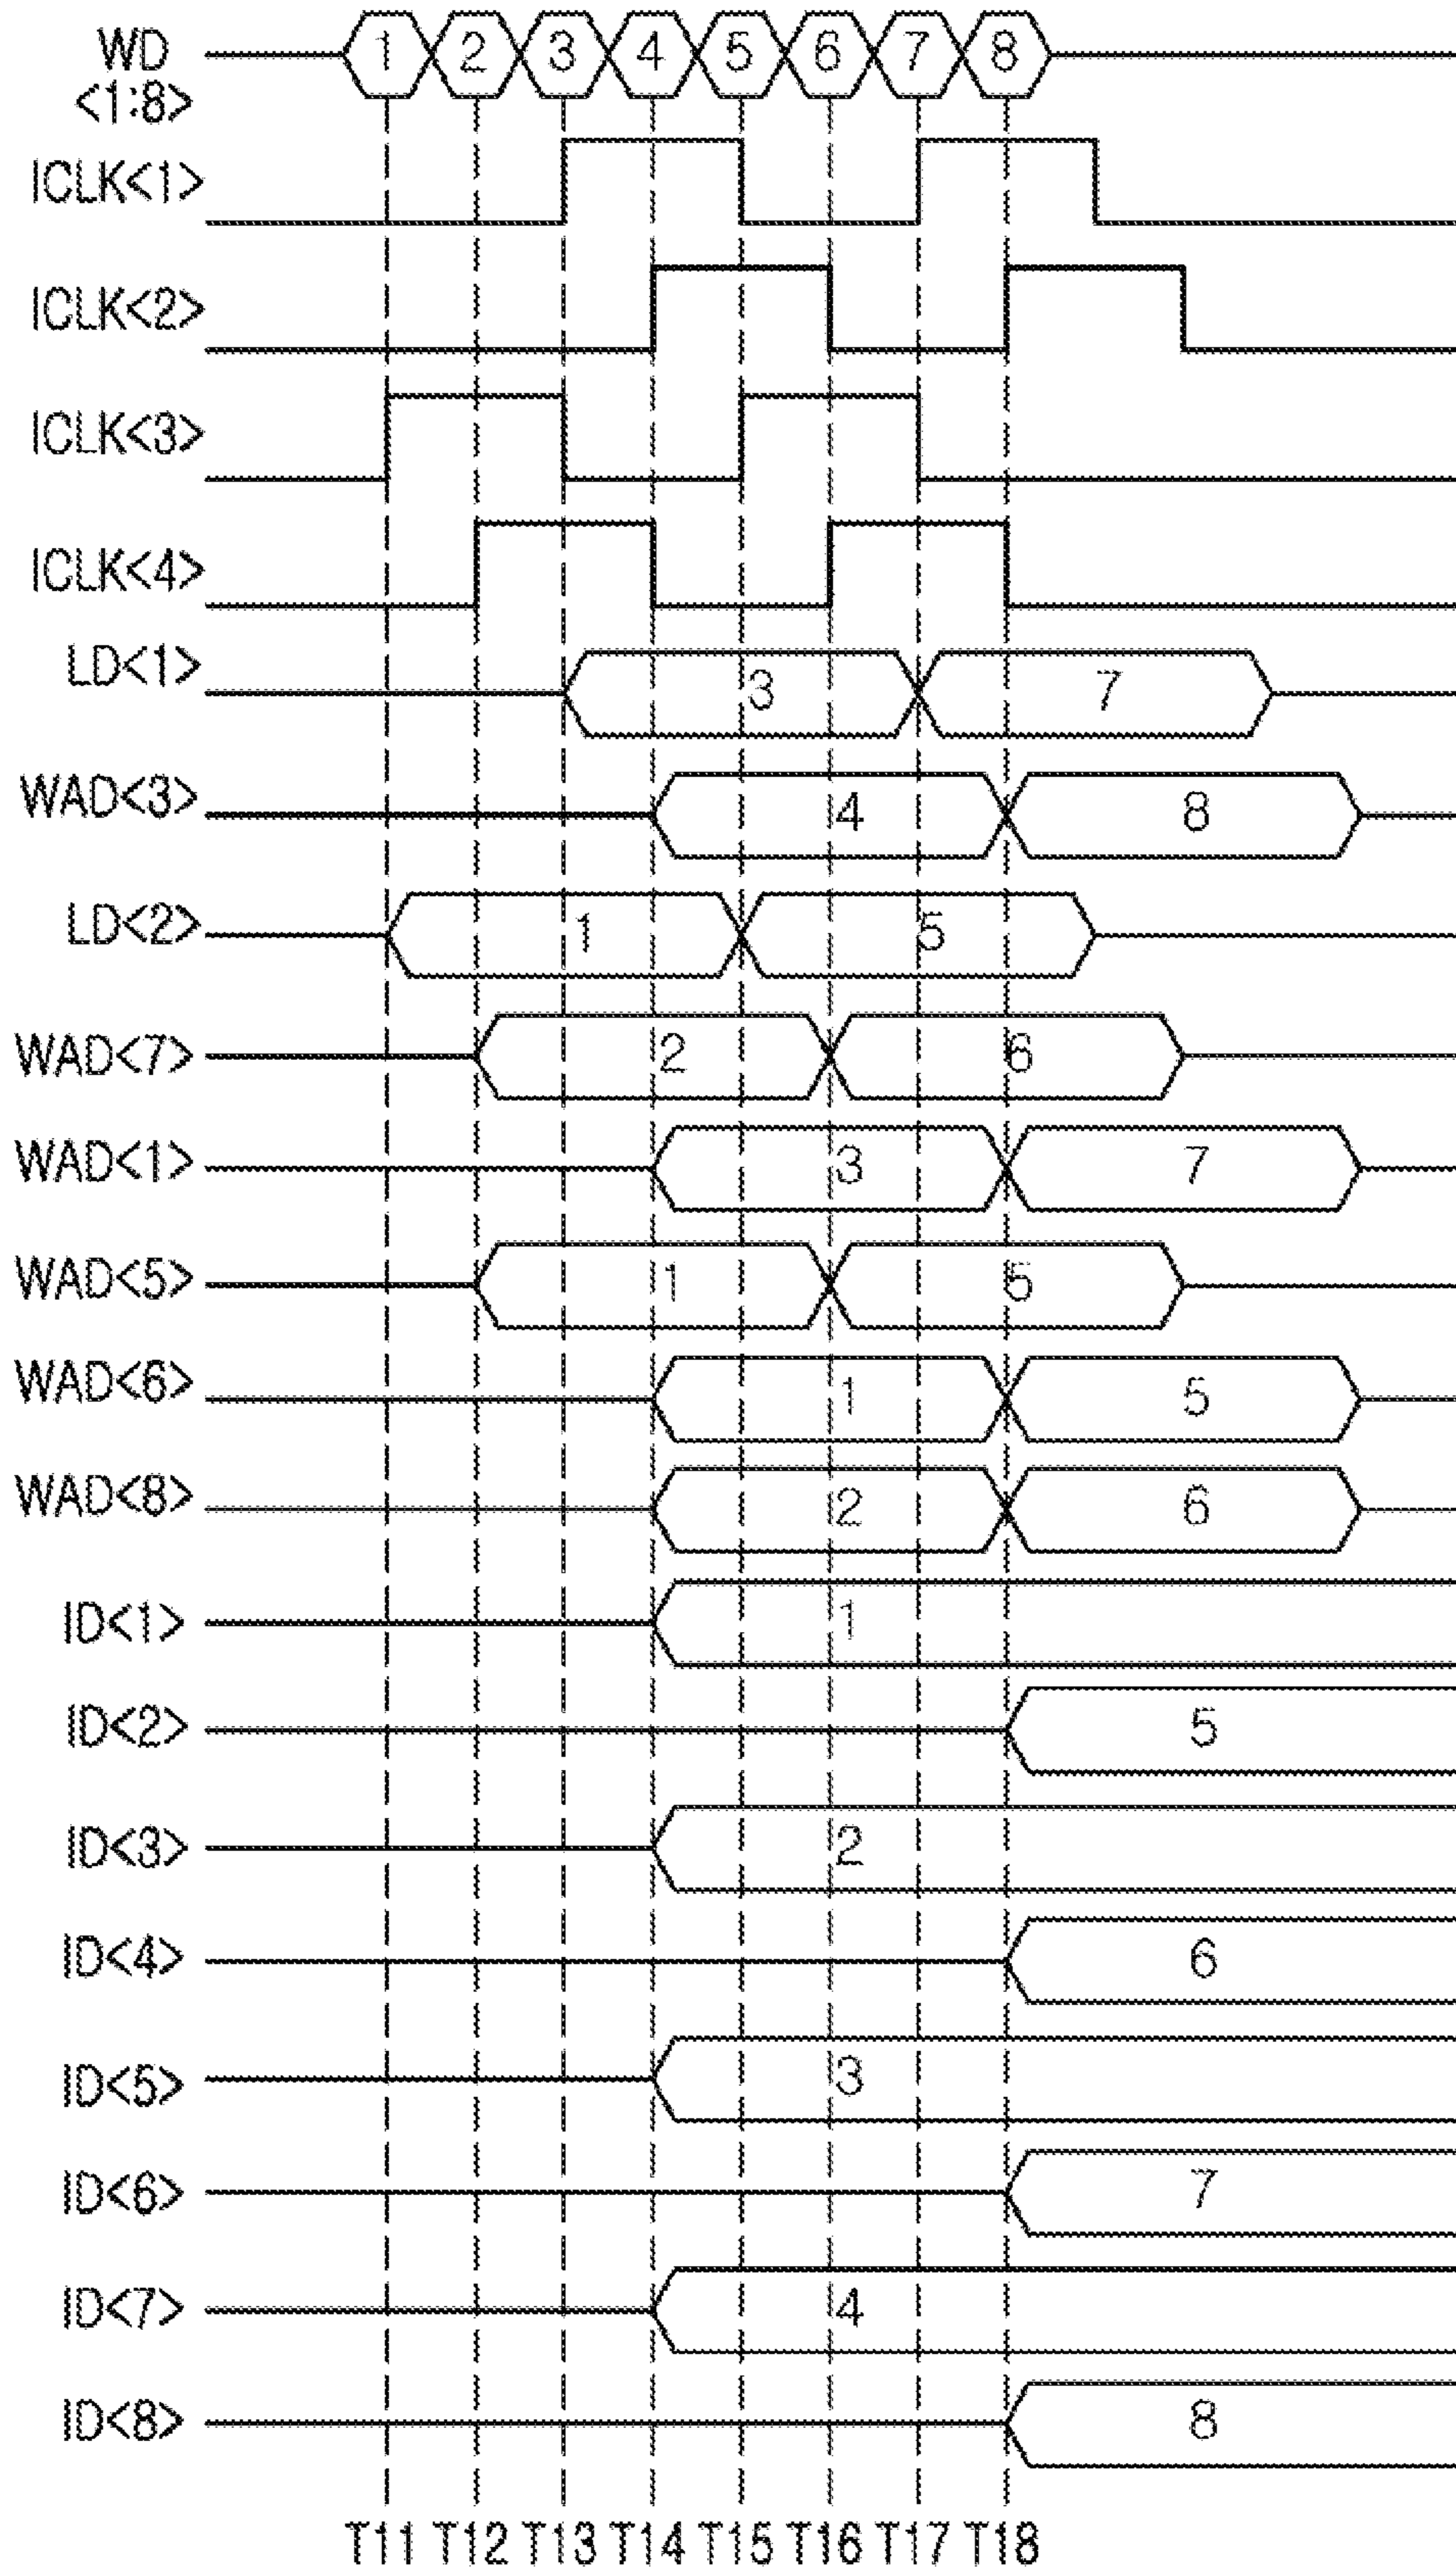 WD <1:8> 1 2 3 4 5 6 7 8
ICLK<1>
ICLK<2>
ICLK<3>
ICLK<4>
LD<1> 3 7
WAD<3> 4 8
LD<2> 1 5
WAD<7> 2 6
WAD<1> 3 7
WAD<5> 1 5
WAD<6> 1 5
WAD<8> 2 6
ID<1> 1
ID<2> 5
ID<3> 2
ID<4> 6
ID<5> 3
ID<6> 7
ID<7> 4
ID<8> 8
T11 T12 T13 T14 T15 T16 T17 T18